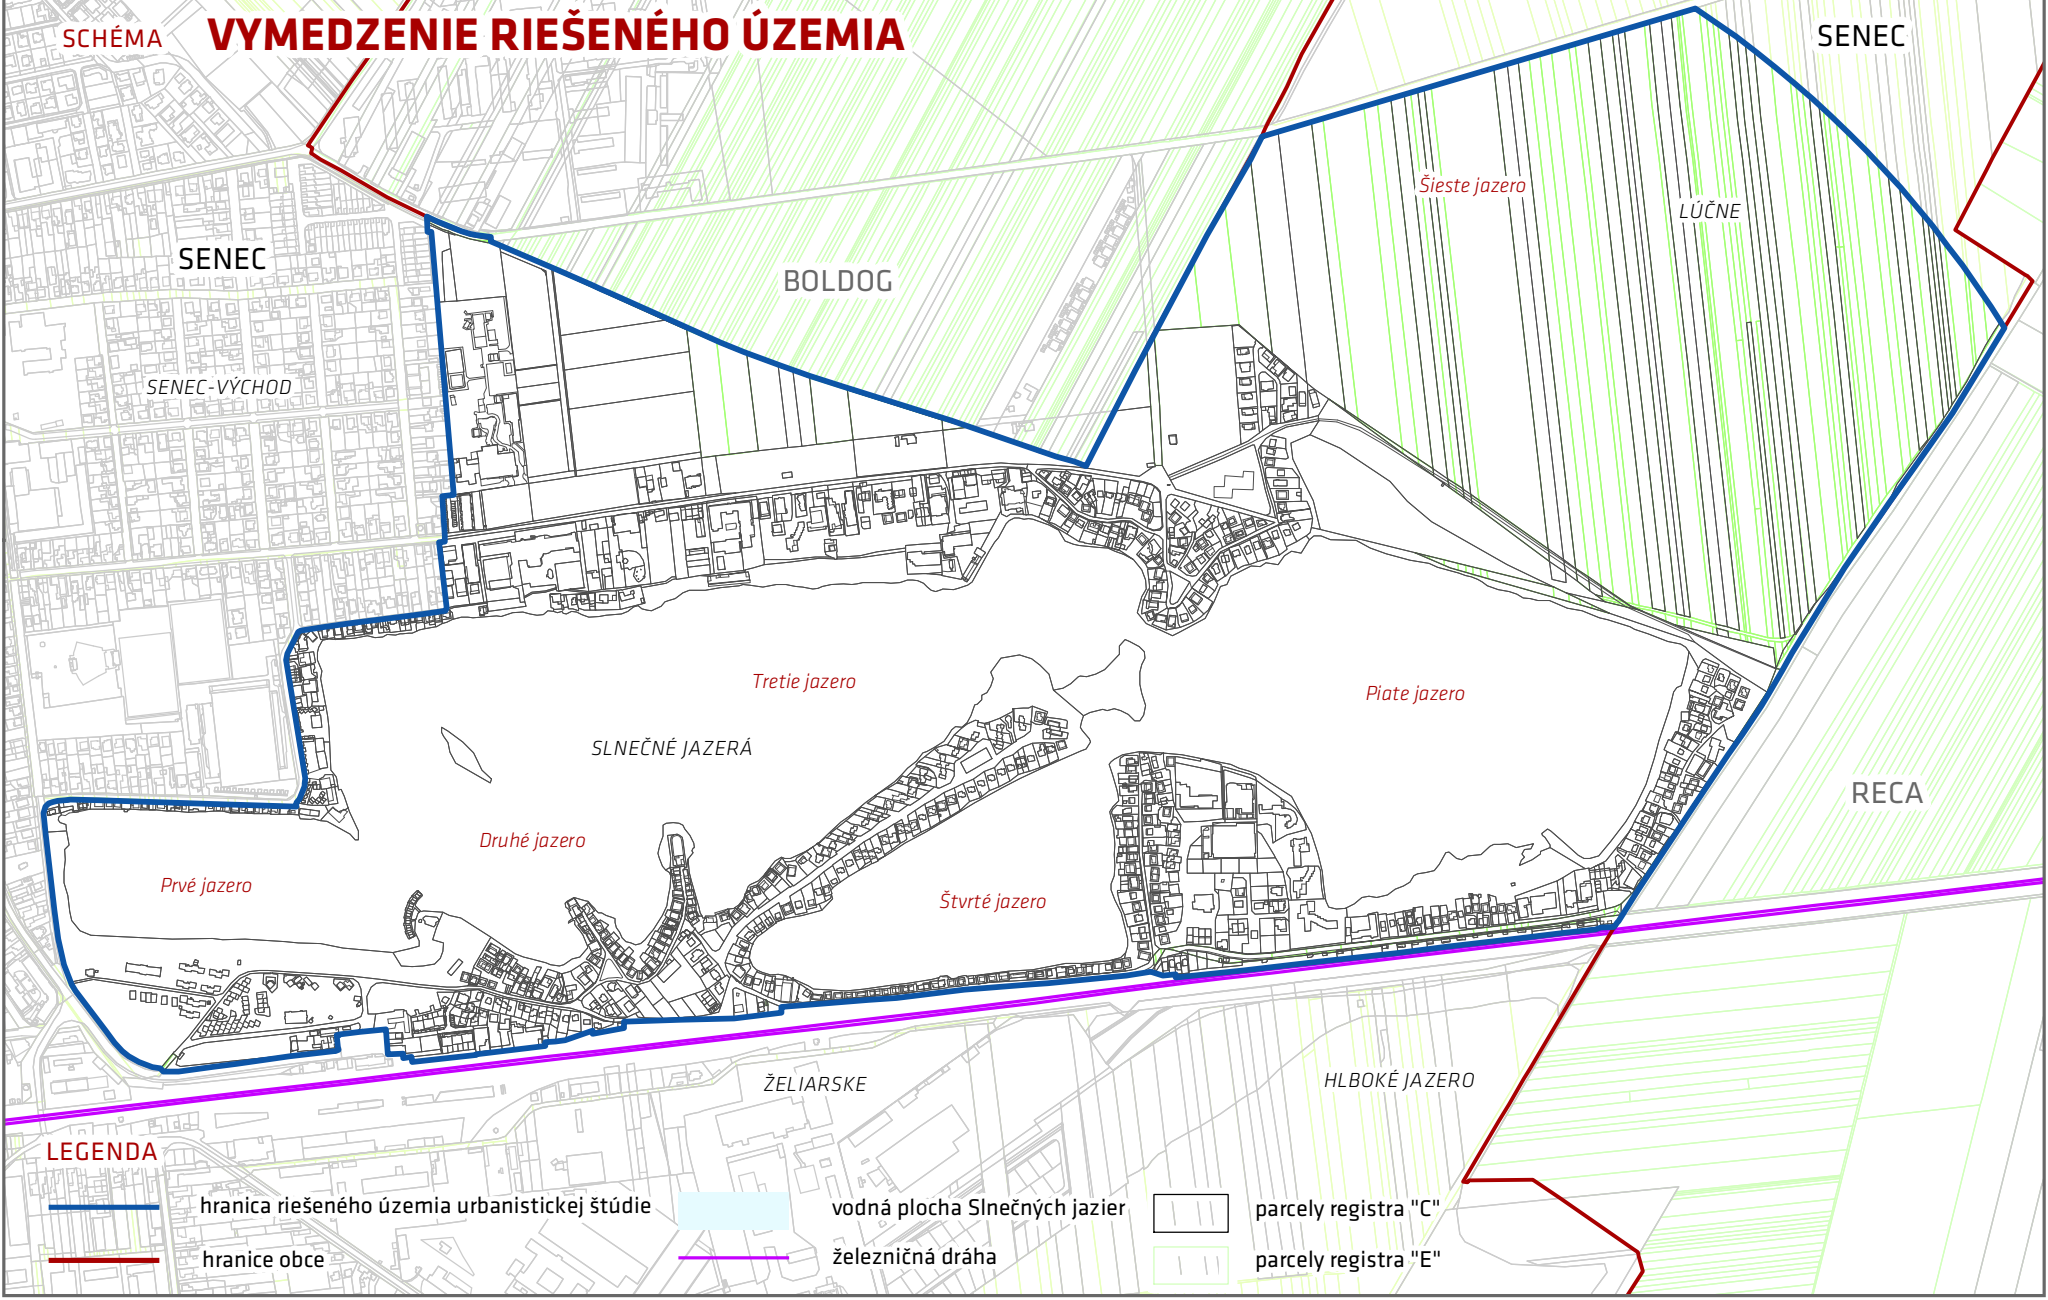 SCHÉMA VYMEDZENIE RIEŠENÉHO ÚZEMIA
SENEC
Šieste jazero
LÚČNE
SENEC
BOLDOG
SENEC-VÝCHOD
Tretie jazero
Piate jazero
SLNEČNÉ JAZERÁ
RECA
Druhé jazero
Prvé jazero
Štvrté jazero
ŽELIARSKE
HLBOKÉ JAZERO
LEGENDA
hranica riešeného územia urbanistickej štúdie
hranice obce
vodná plocha Slnečných jazier
železničná dráha
parcely registra "C"
parcely registra "E"